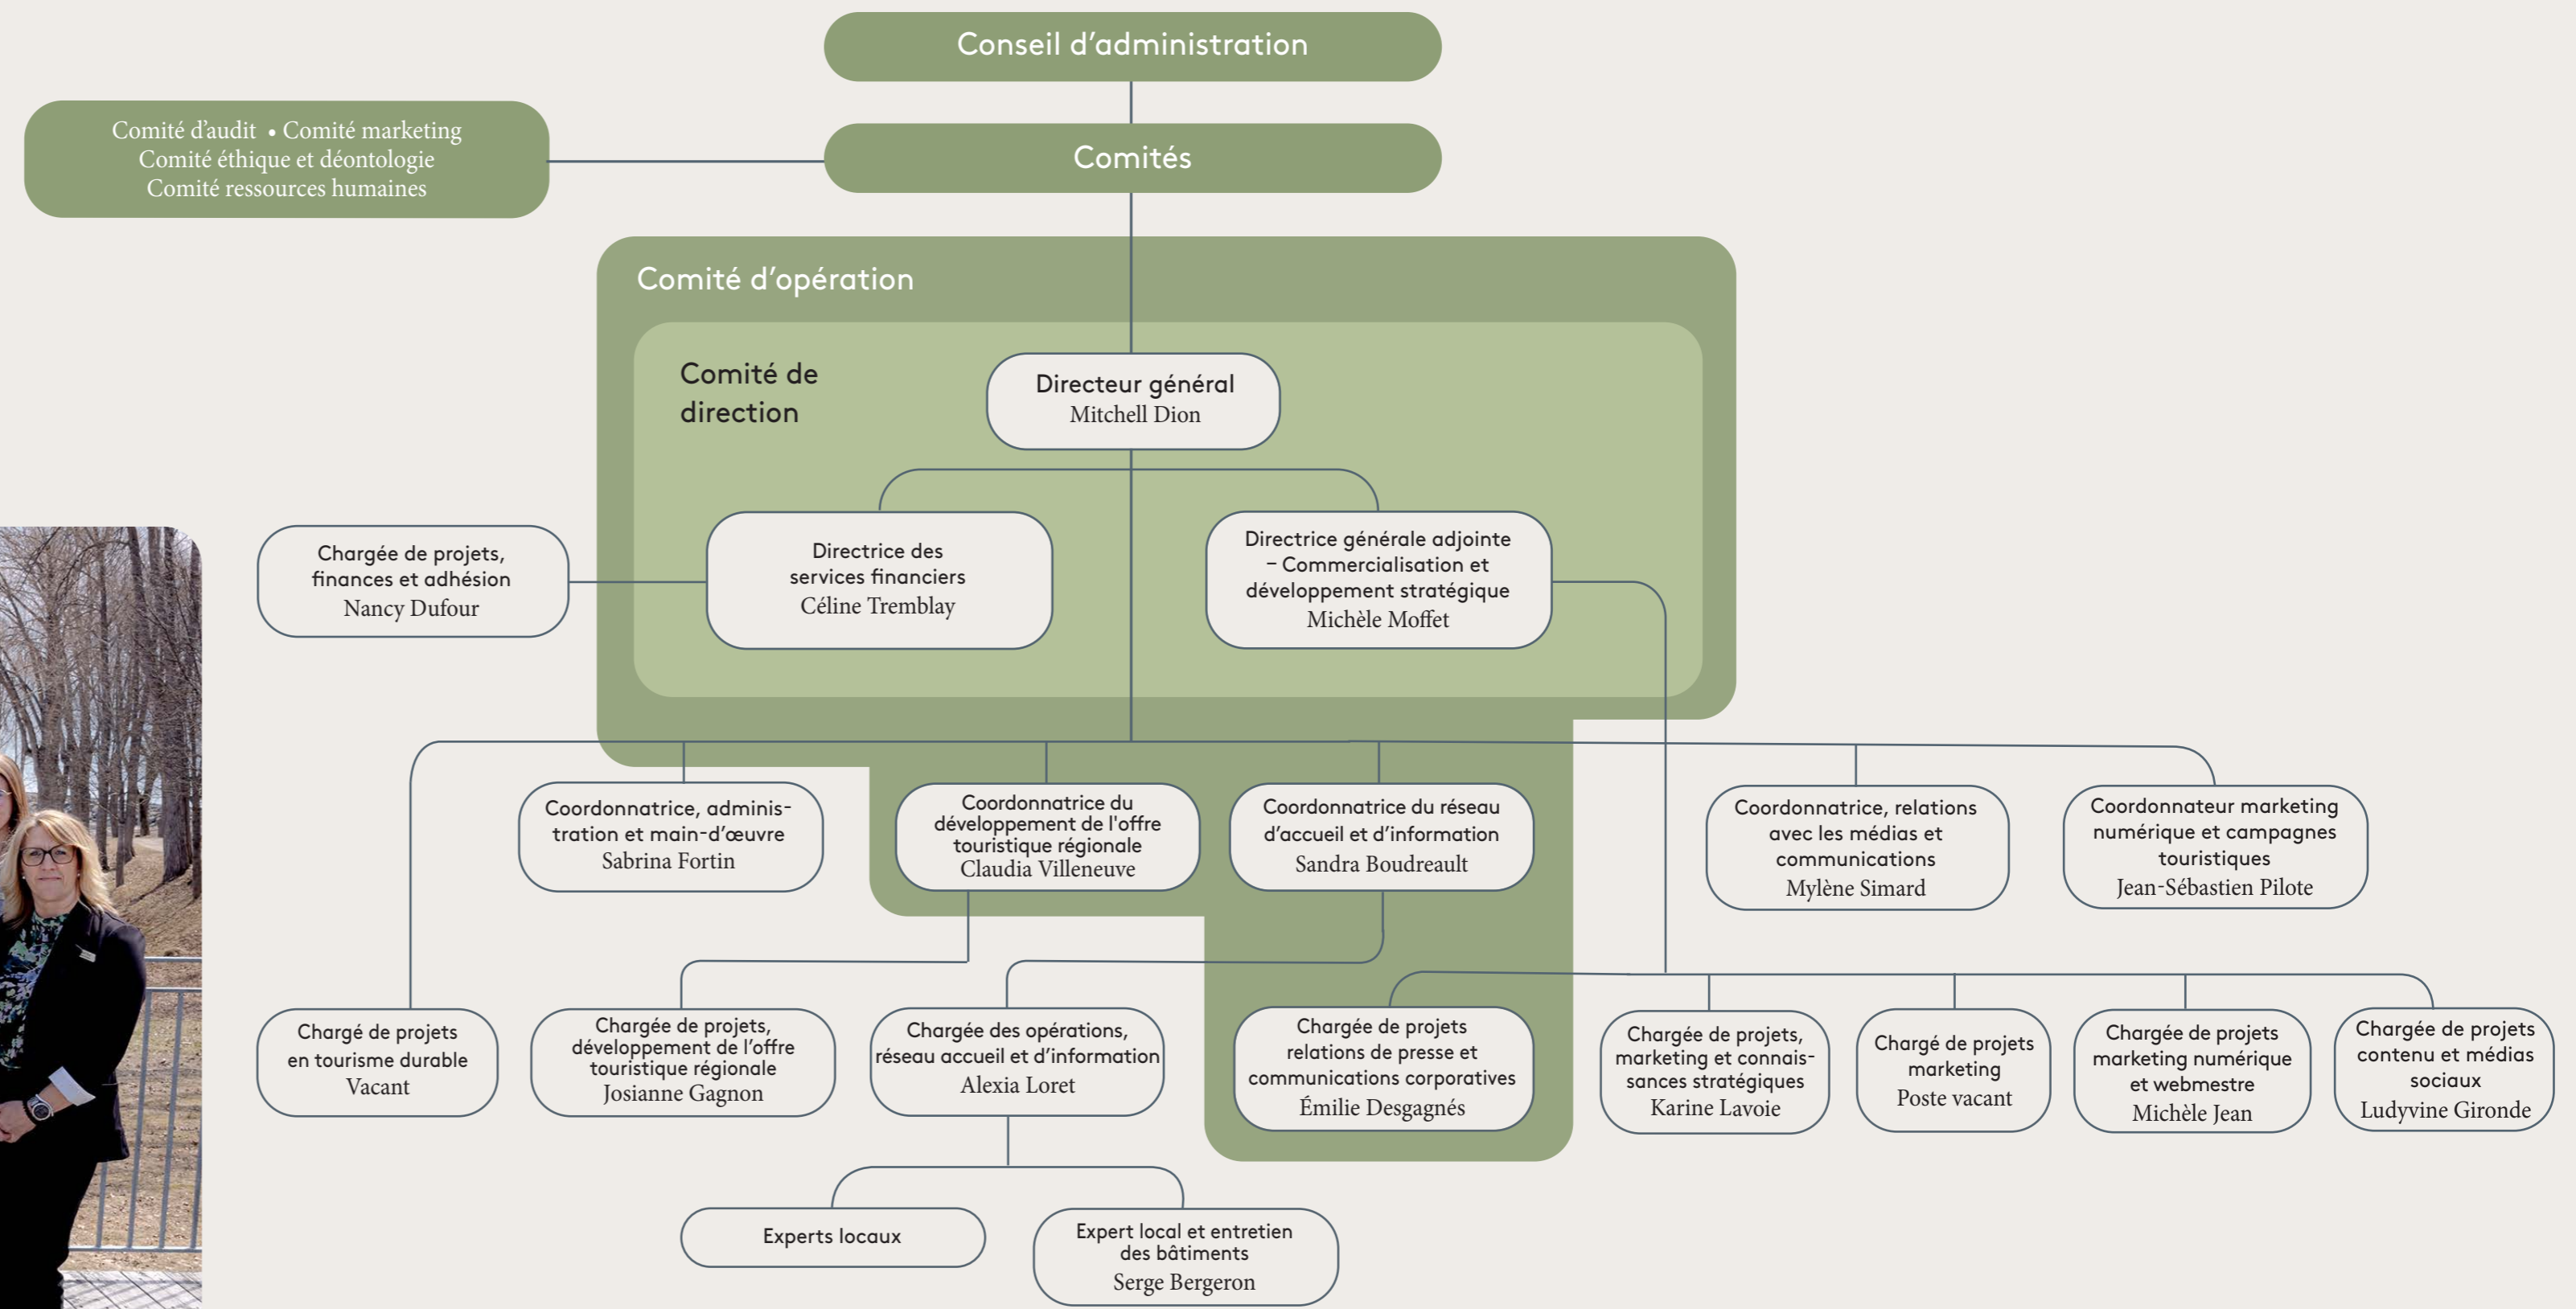 Conseil d’administration
Comité d’audit • Comité marketing
Comité éthique et déontologie
Comité ressources humaines
Comités
Comité d’opération
Comité de
direction
Directeur général
Mitchell Dion
Chargée de projets,
finances et adhésion
Nancy Dufour
Directrice des
services financiers
Céline Tremblay
Directrice générale adjointe
– Commercialisation et
développement stratégique
Michèle Moffet
Coordonnatrice, adminis-
tration et main-d’œuvre
Sabrina Fortin
Coordonnatrice du
développement de l'offre
touristique régionale
Claudia Villeneuve
Coordonnatrice du réseau
d’accueil et d’information
Sandra Boudreault
Coordonnatrice, relations
avec les médias et
communications
Mylène Simard
Coordonnateur marketing
numérique et campagnes
touristiques
Jean-Sébastien Pilote
Chargé de projets
en tourisme durable
Vacant
Chargée de projets,
développement de l’offre
touristique régionale
Josianne Gagnon
Chargée des opérations,
réseau accueil et d’information
Alexia Loret
Chargée de projets
relations de presse et
communications corporatives
Émilie Desgagnés
Chargée de projets,
marketing et connais-
sances stratégiques
Karine Lavoie
Chargé de projets
marketing
Poste vacant
Chargée de projets
marketing numérique
et webmestre
Michèle Jean
Chargée de projets
contenu et médias
sociaux
Ludyvine Gironde
Experts locaux
Expert local et entretien
des bâtiments
Serge Bergeron